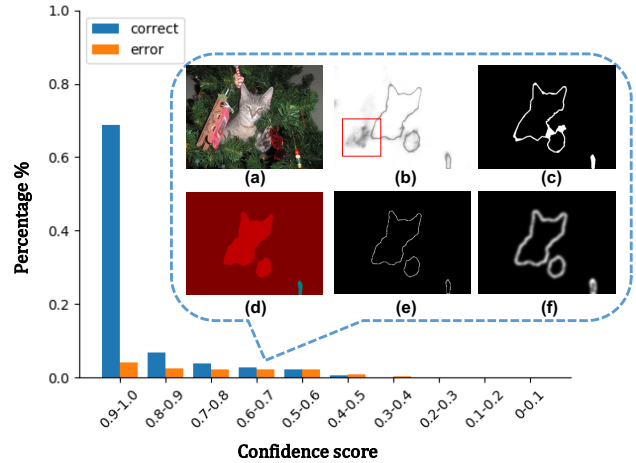 1.0%
correct
error
0.8
0.6
0.4
0.2
0.0
Percentage %
(a)
(b)
(c)
(d)
(e)
(f)
0.9-1.0
0.8-0.9
0.7-0.8
0.6-0.7
0.5-0.6
0.4-0.5
0.3-0.4
0.2-0.3
0.1-0.2
0-0.1
Confidence score